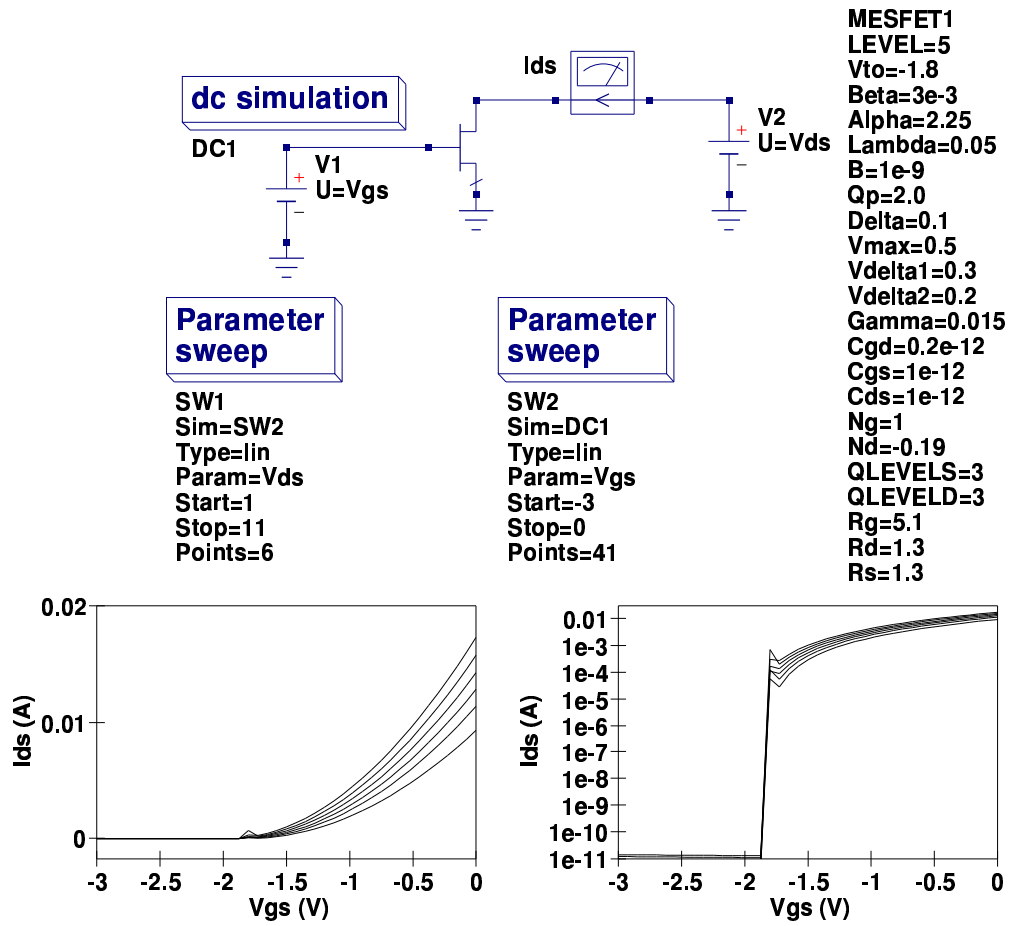 dc simulation
DC1
V1
U=Vgs
Ids
V2
U=Vds
MESFET1
LEVEL=5
Vto=-1.8
Beta=3e-3
Alpha=2.25
Lambda=0.05
B=1e-9
Qp=2.0
Delta=0.1
Vmax=0.5
Vdelta1=0.3
Vdelta2=0.2
Gamma=0.015
Cgd=0.2e-12
Cgs=1e-12
Cds=1e-12
Ng=1
Nd=-0.19
QLEVELS=3
QLEVELD=3
Rg=5.1
Rd=1.3
Rs=1.3
Parameter
sweep
SW1
Sim=SW2
Type=lin
Param=Vds
Start=1
Stop=11
Points=6
Parameter
sweep
SW2
Sim=DC1
Type=lin
Param=Vgs
Start=-3
Stop=0
Points=41
Ids (A)
0.02
0.01
0
-3 -2.5 -2 -1.5 -1 -0.5 0
Vgs (V)
Ids (A)
0.01
1e-3
1e-4
1e-5
1e-6
1e-7
1e-8
1e-9
1e-10
1e-11
-3 -2.5 -2 -1.5 -1 -0.5 0
Vgs (V)